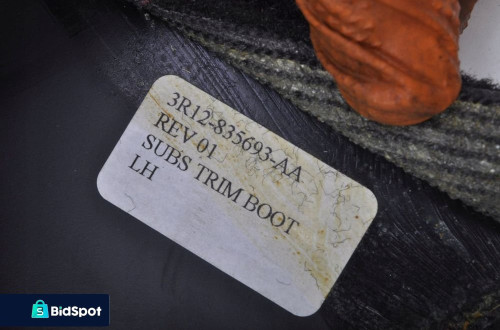 3R12-835693-AA
REV 01
SUBS TRIM BOOT
LH
BidSpot